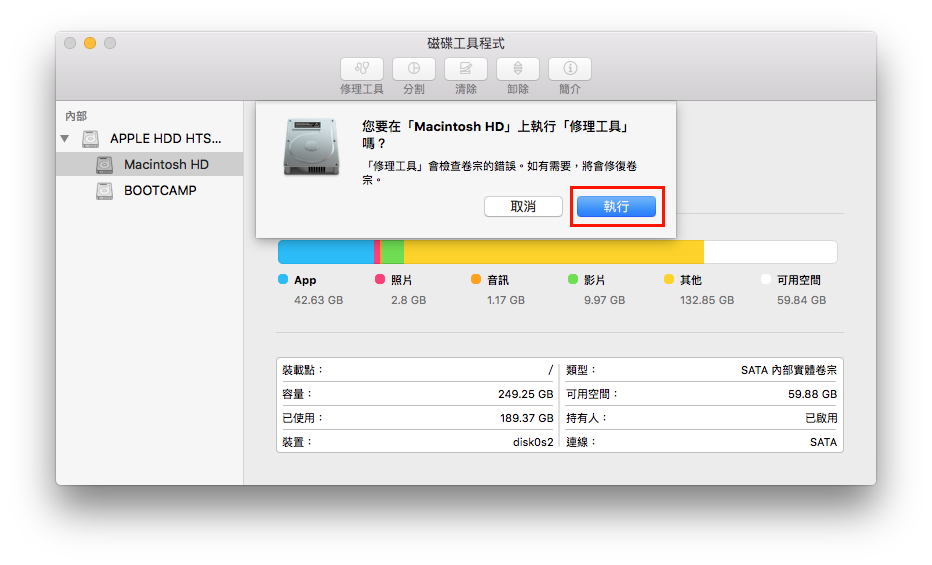 磁碟工具程式
修理工具 分割 清除 卸除 簡介
內部
APPLE HDD HTS...
Macintosh HD
BOOTCAMP
您要在「Macintosh HD」上執行「修理工具」
嗎？
「修理工具」會檢查卷宗的錯誤。如有需要，將會修復卷
宗。
取消 執行
App 照片 音訊 影片 其他 可用空間
42.63 GB 2.8 GB 1.17 GB 9.97 GB 132.85 GB 59.84 GB
裝載點： / 類型： SATA 內部實體卷宗
容量： 249.25 GB 可用空間： 59.88 GB
已使用： 189.37 GB 持有人： 已啟用
裝置： disk0s2 連線： SATA